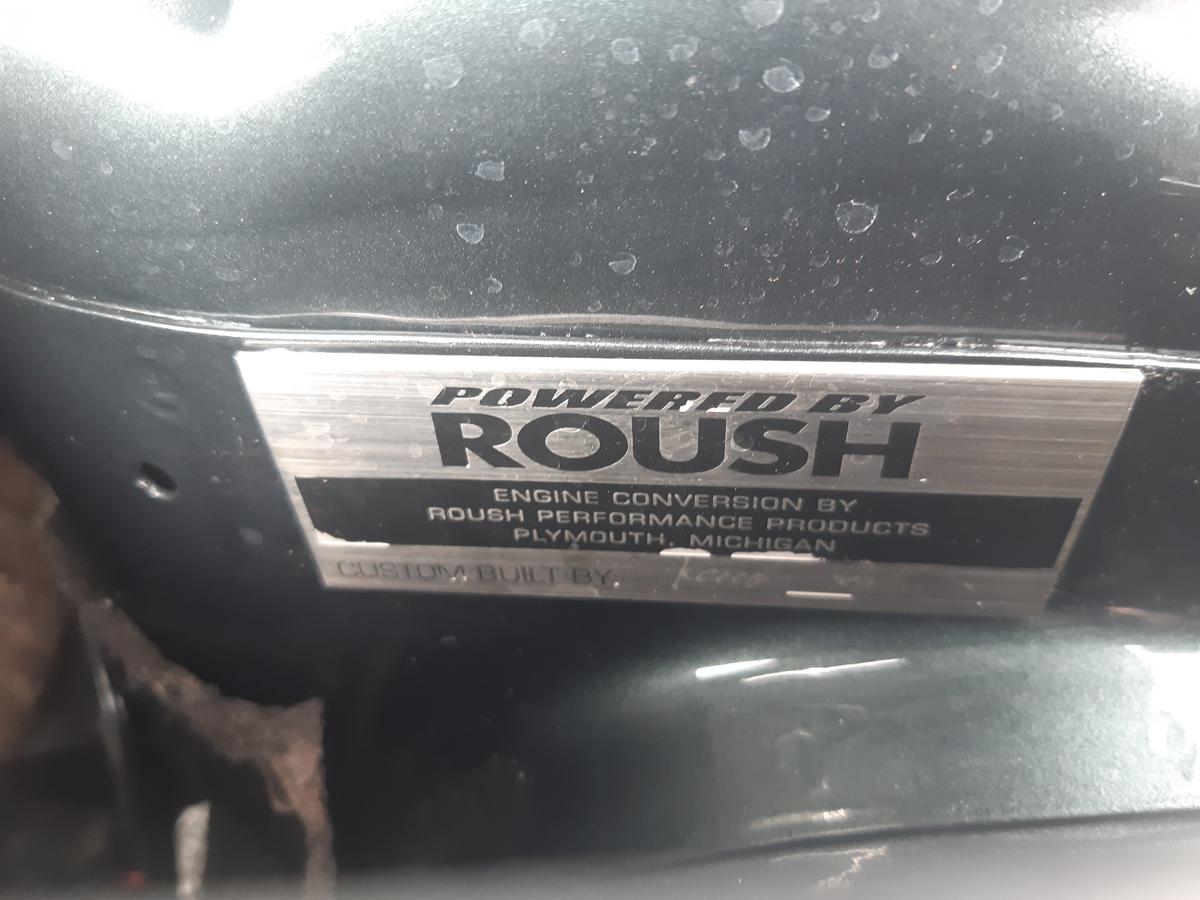 POWERED BY
ROUSH
ENGINE CONVERSION BY
ROUSH PERFORMANCE PRODUCTS
PLYMOUTH, MICHIGAN
CUSTOM BUILT BY